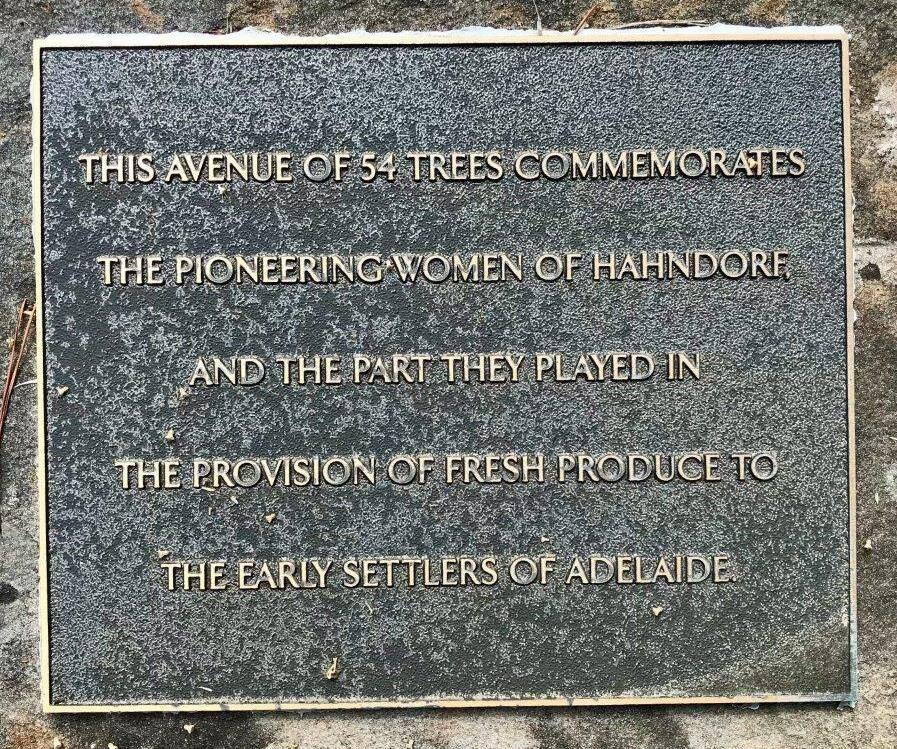 THIS AVENUE OF 54 TREES COMMEMORATES
THE PIONEERING WOMEN OF HAHNDORF,
AND THE PART THEY PLAYED IN
THE PROVISION OF FRESH PRODUCE TO
THE EARLY SETTLERS OF ADELAIDE.